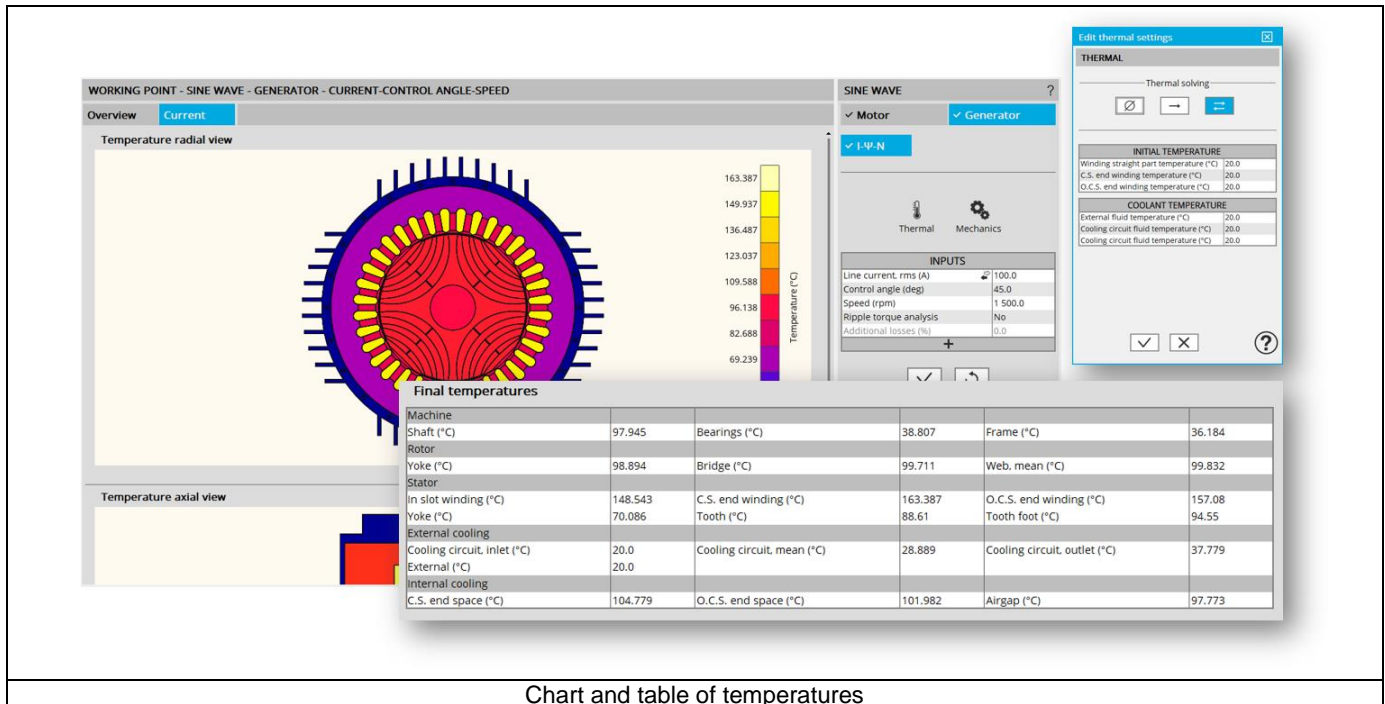 Edit thermal settings
THERMAL
Thermal solving
INITIAL TEMPERATURE
Winding straight part temperature (°C) 20.0
C.S. end winding temperature (°C) 20.0
O.C.S. end winding temperature (°C) 20.0
COOLANT TEMPERATURE
External fluid temperature (°C) 20.0
Cooling circuit fluid temperature (°C) 20.0
Cooling circuit fluid temperature (°C) 20.0
?
WORKING POINT - SINE WAVE - GENERATOR - CURRENT-CONTROL ANGLE-SPEED
Overview Current
Temperature radial view
163.387
149.937
136.487
123.037
109.588
96.138
82.688
69.239
Temperature (°C)
Temperature axial view
SINE WAVE ?
Motor Generator
I-Ψ-N
Thermal Mechanics
INPUTS
Line current, rms (A) 100.0
Control angle (deg) 45.0
Speed (rpm) 1 500.0
Ripple torque analysis No
Additional losses (%) 0.0
+
Final temperatures
Machine
Shaft (°C) 97.945 Bearings (°C) 38.807 Frame (°C) 36.184
Rotor
Yoke (°C) 98.894 Bridge (°C) 99.711 Web, mean (°C) 99.832
Stator
In slot winding (°C) 148.543 C.S. end winding (°C) 163.387 O.C.S. end winding (°C) 157.08
Yoke (°C) 70.086 Tooth (°C) 88.61 Tooth foot (°C) 94.55
External cooling
Cooling circuit, inlet (°C) 20.0 Cooling circuit, mean (°C) 28.889 Cooling circuit, outlet (°C) 37.779
External (°C) 20.0
Internal cooling
C.S. end space (°C) 104.779 O.C.S. end space (°C) 101.982 Airgap (°C) 97.773
Chart and table of temperatures